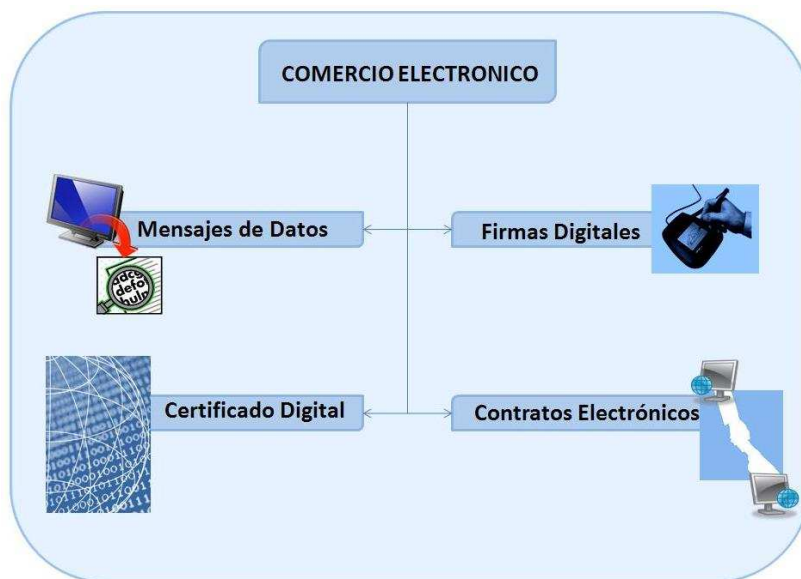 COMERCIO ELECTRONICO
Mensajes de Datos
Firmas Digitales
Certificado Digital
Contratos Electrónicos